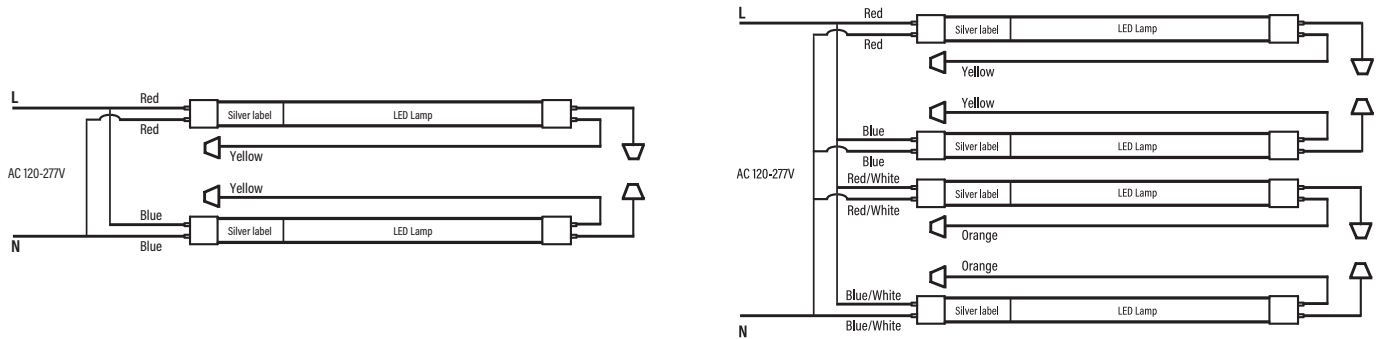 L
Red
Silver label
LED Lamp
Red
Yellow
AC 120-277V
Yellow
Blue
Silver label
LED Lamp
N
Blue
L
Red
Silver label
LED Lamp
Red
Yellow
Yellow
Blue
Silver label
LED Lamp
Blue
AC 120-277V
Red/White
Silver label
LED Lamp
Red/White
Orange
Orange
Blue/White
Silver label
LED Lamp
N
Blue/White